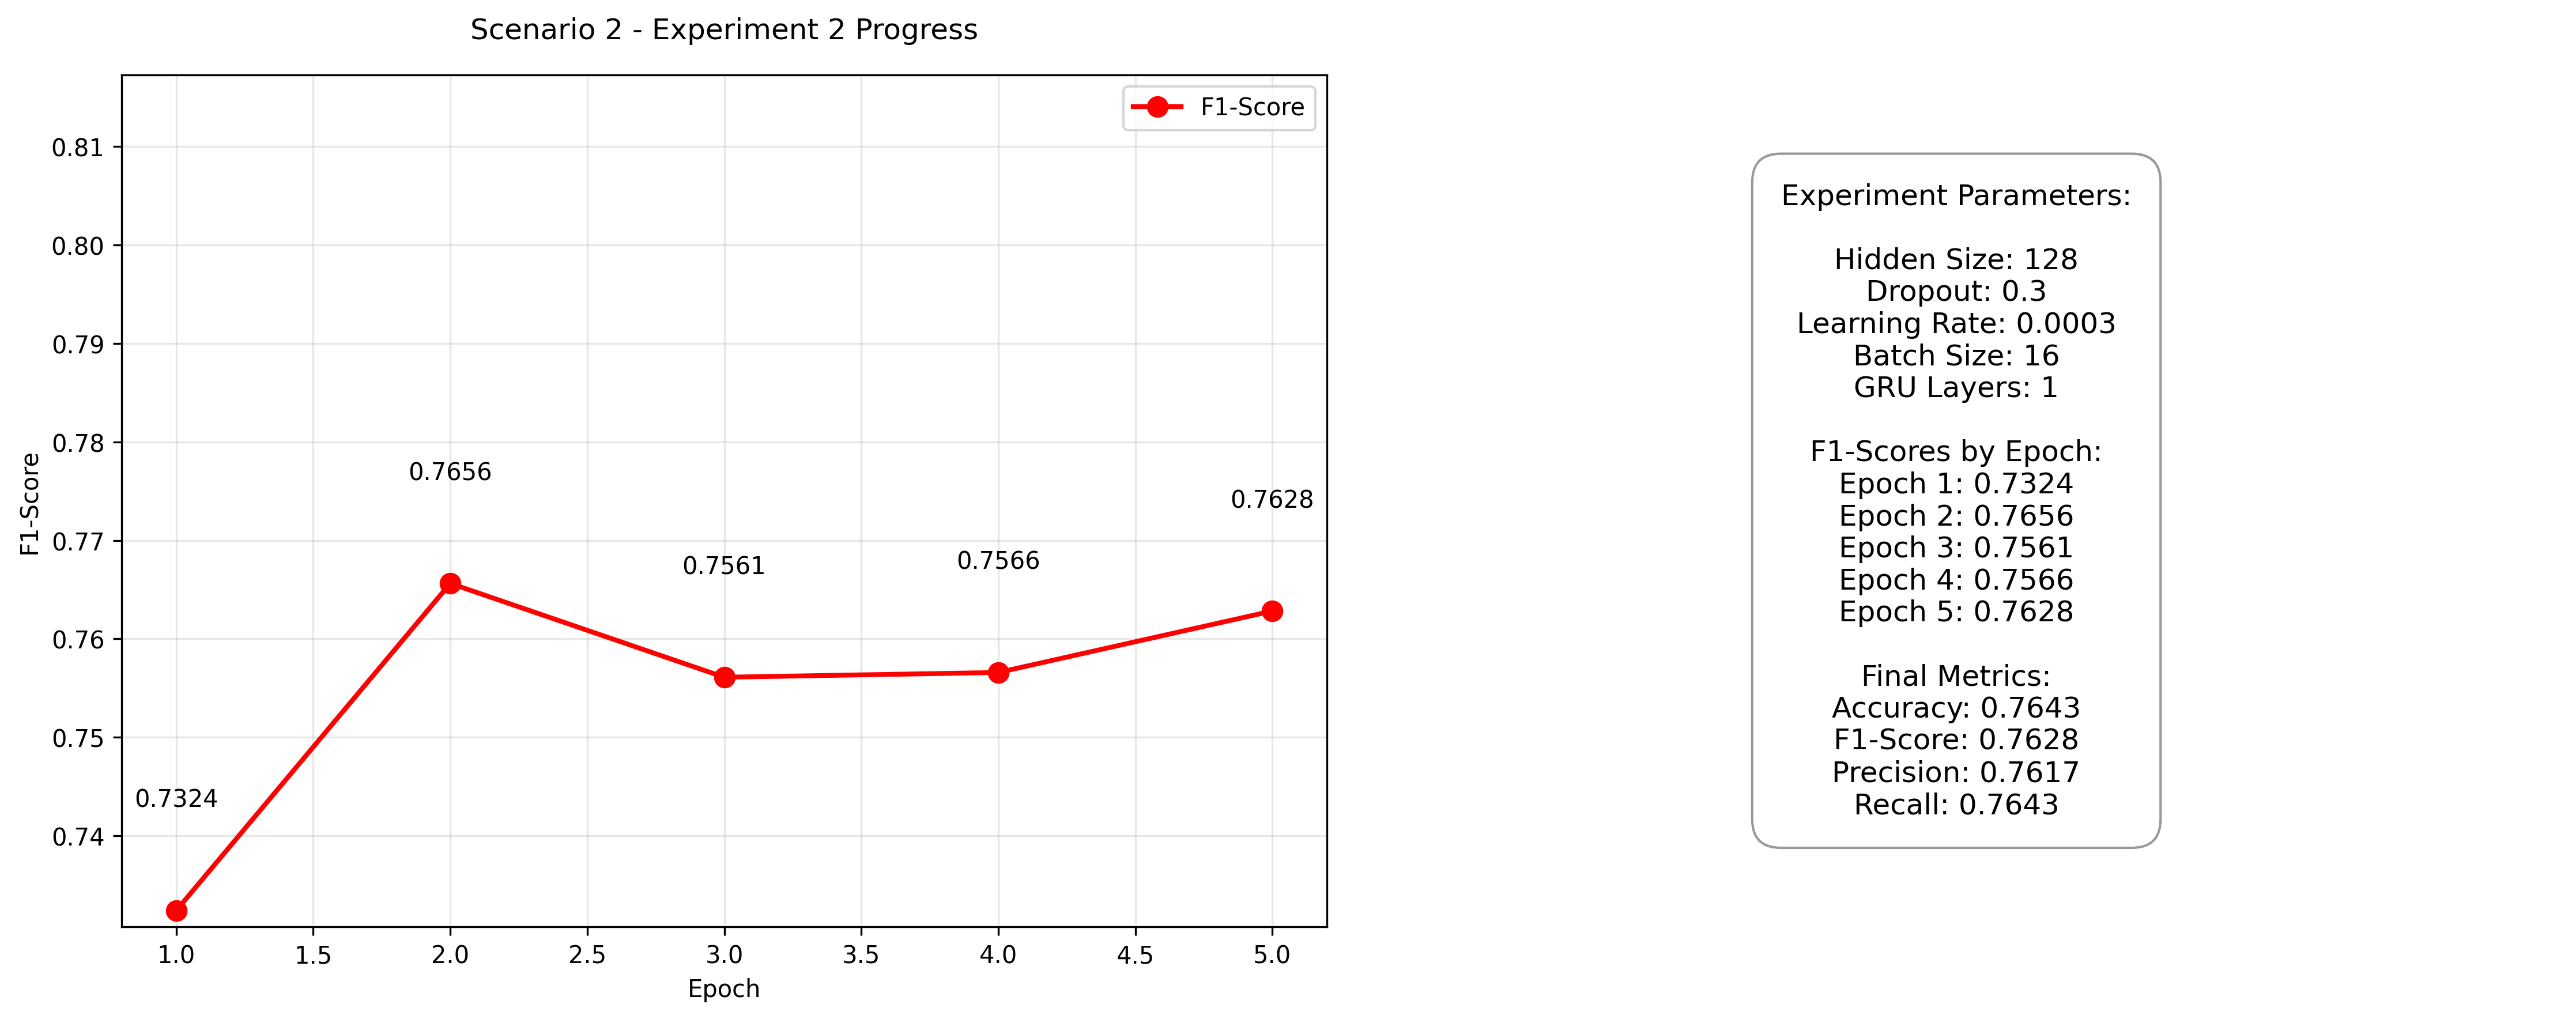 Scenario 2 - Experiment 2 Progress
F1-Score
0.81
0.80
0.79
0.78
0.77
0.76
0.75
0.74
F1-Score
0.7324
0.7656
0.7561
0.7566
0.7628
1.0 1.5 2.0 2.5 3.0 3.5 4.0 4.5 5.0
Epoch
Experiment Parameters:
Hidden Size: 128
Dropout: 0.3
Learning Rate: 0.0003
Batch Size: 16
GRU Layers: 1
F1-Scores by Epoch:
Epoch 1: 0.7324
Epoch 2: 0.7656
Epoch 3: 0.7561
Epoch 4: 0.7566
Epoch 5: 0.7628
Final Metrics:
Accuracy: 0.7643
F1-Score: 0.7628
Precision: 0.7617
Recall: 0.7643